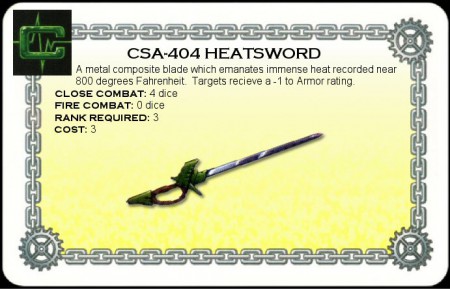 CSA-404 HEATSWORD
A metal composite blade which emanates immense heat recorded near
800 degrees Fahrenheit. Targets recieve a -1 to Armor rating.
CLOSE COMBAT: 4 dice
FIRE COMBAT: 0 dice
RANK REQUIRED: 3
COST: 3